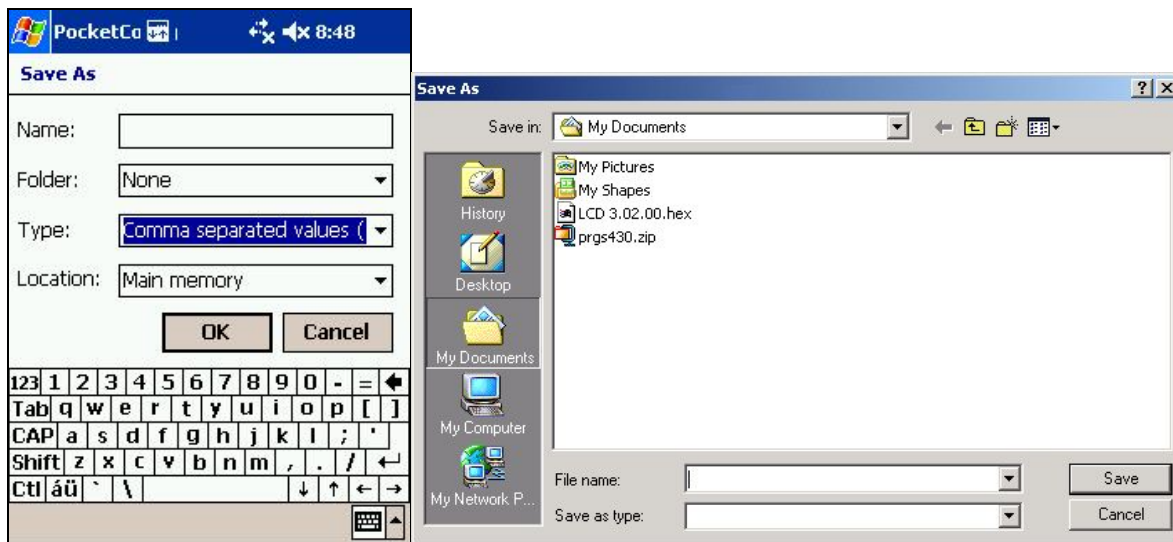 PocketCo
8:48
Save As
Name:
Folder: None
Type: Comma separated values (
Location: Main memory
OK Cancel
123 1 2 3 4 5 6 7 8 9 0 - =
Tab q w e r t y u i o p [ ]
CAP a s d f g h j k l ; '
Shift z x c v b n m , . /
Ctl áü ` \
Save As
Save in: My Documents
History
Desktop
My Documents
My Computer
My Network P...
My Pictures
My Shapes
LCD 3.02.00.hex
prgs430.zip
File name:
Save
Save as type:
Cancel